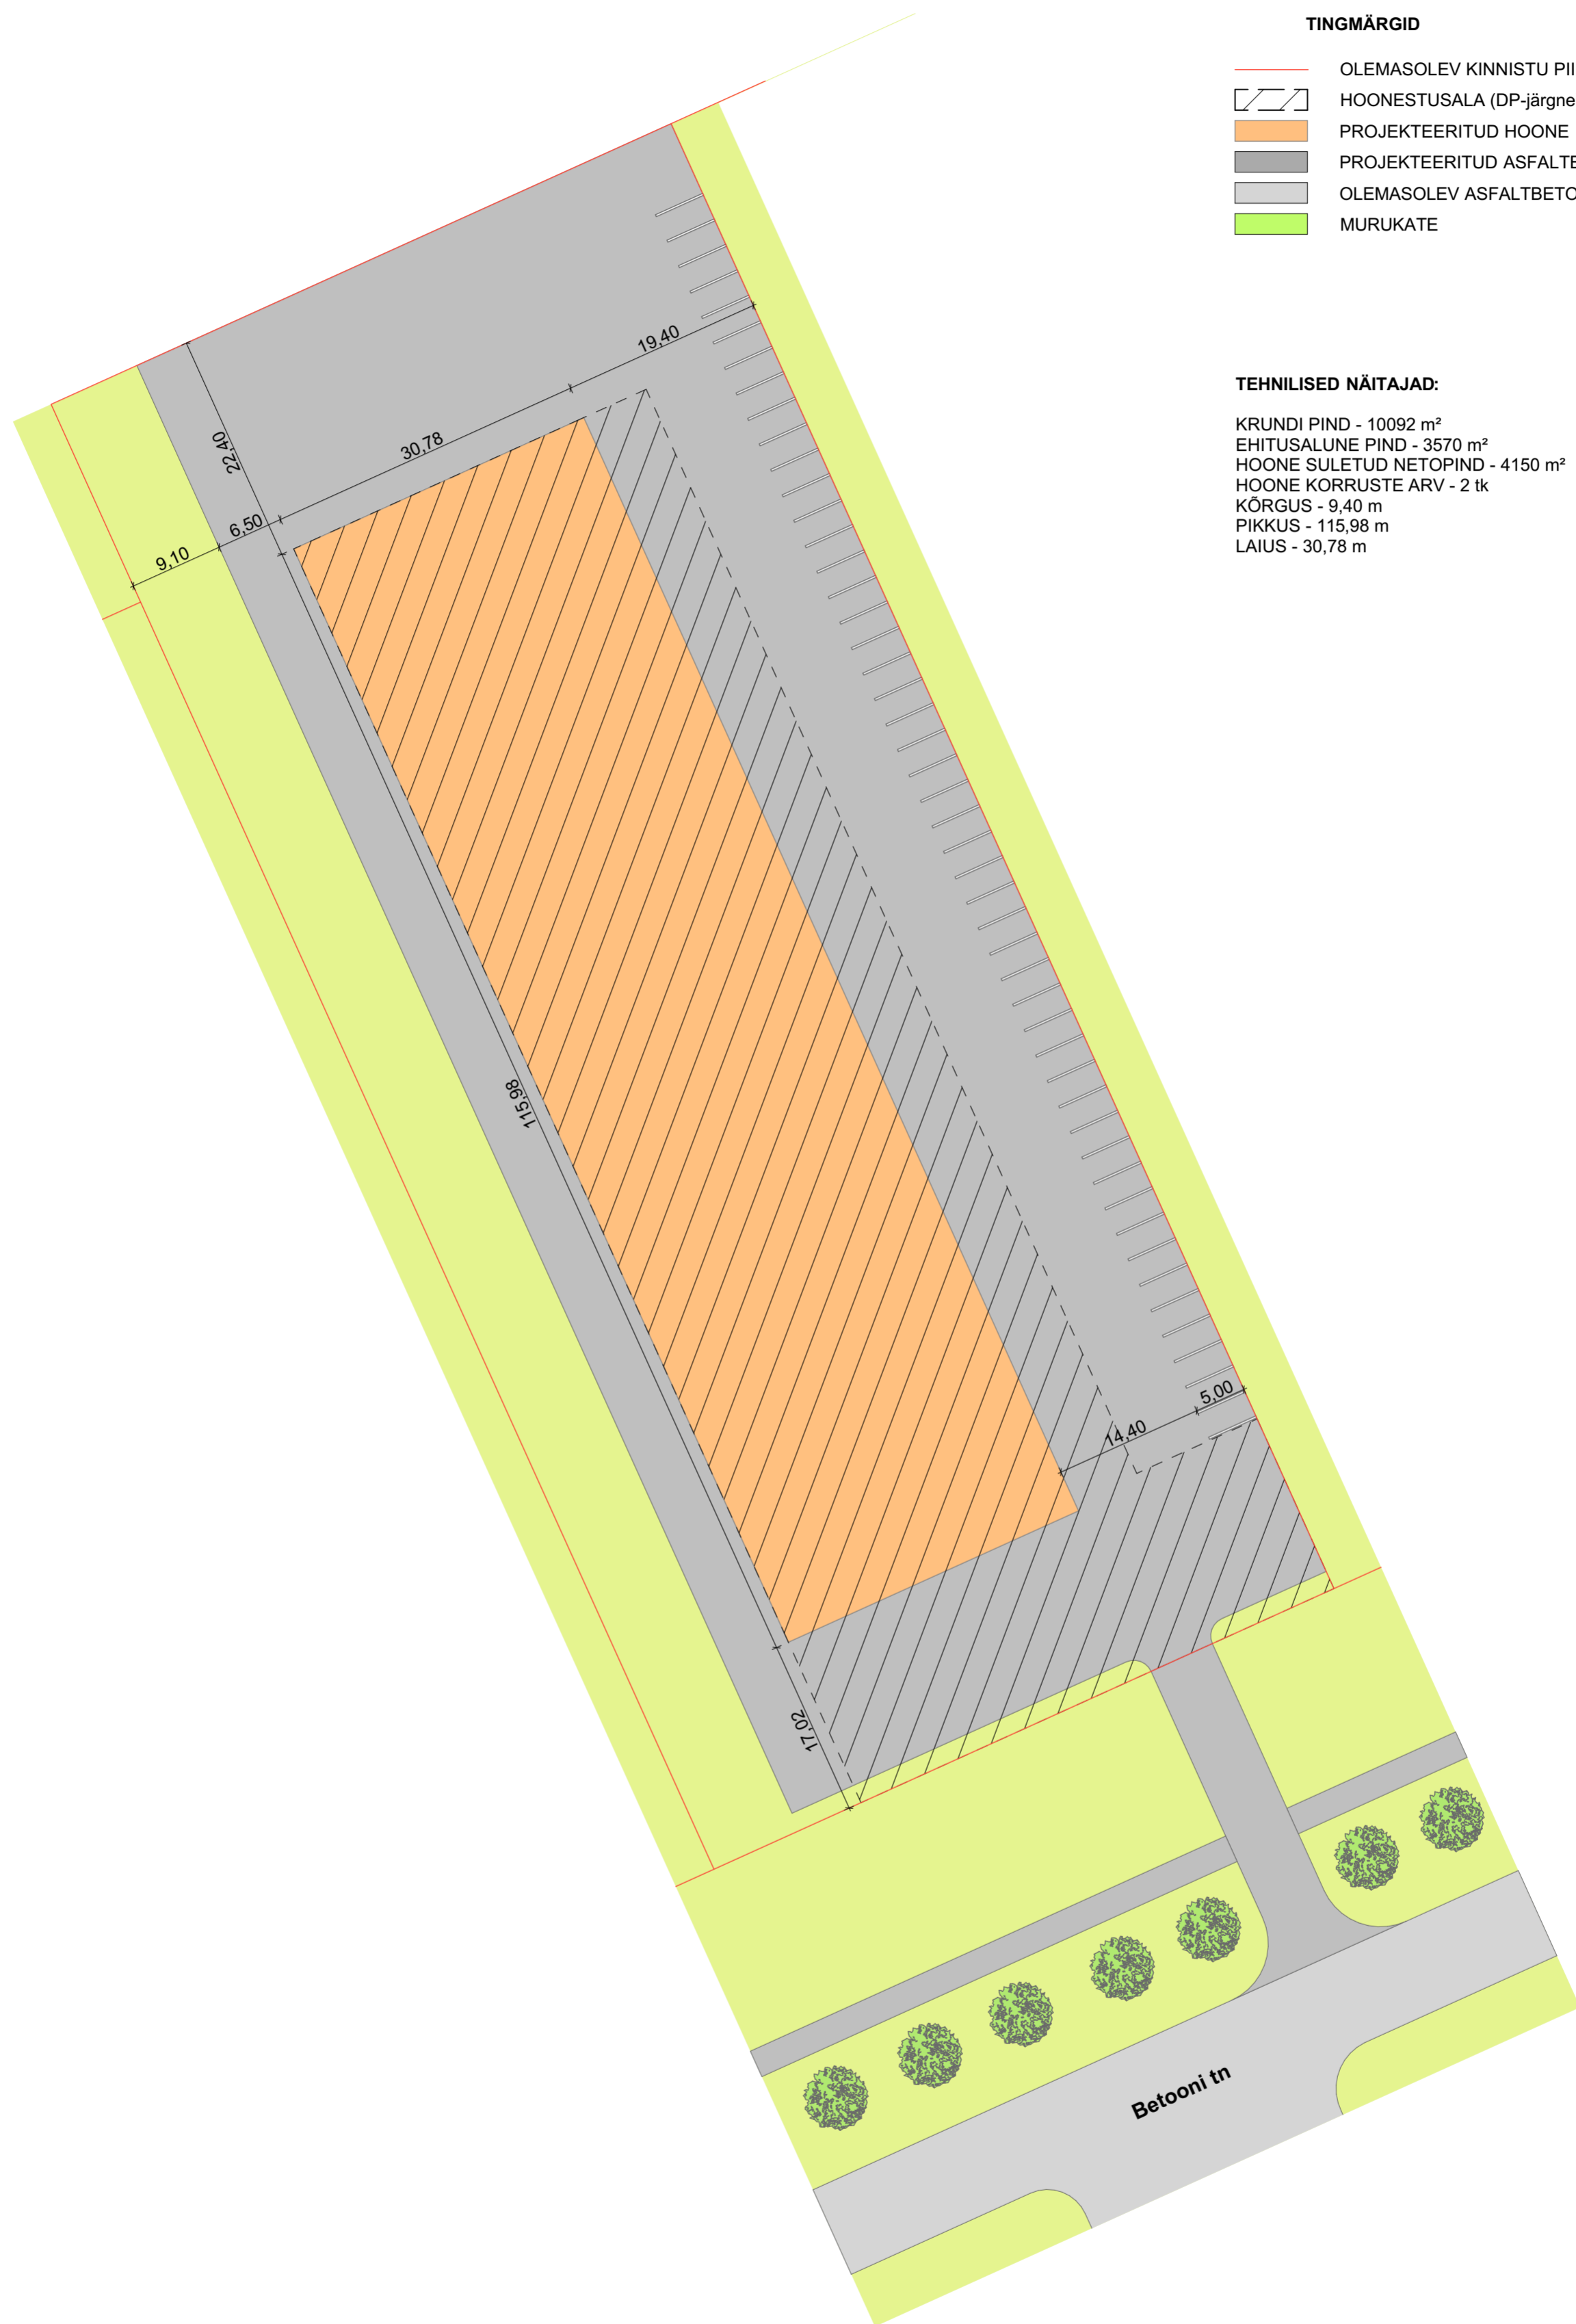 TINGMÄRGID
OLEMASOLEV KINNISTU PII
HOONESTUSALA (DP-järgne
PROJEKTEERITUD HOONE
PROJEKTEERITUD ASFALTB
OLEMASOLEV ASFALTBETO
MURUKATE
TEHNILISED NÄITAJAD:
KRUNDI PIND - 10092 m²
EHITUSALUNE PIND - 3570 m²
HOONE SULETUD NETOPIND - 4150 m²
HOONE KORRUSTE ARV - 2 tk
KÕRGUS - 9,40 m
PIKKUS - 115,98 m
LAIUS - 30,78 m
19,40
30,78
22,40
6,50
9,10
115,98
5,00
14,40
17,02
Betooni tn